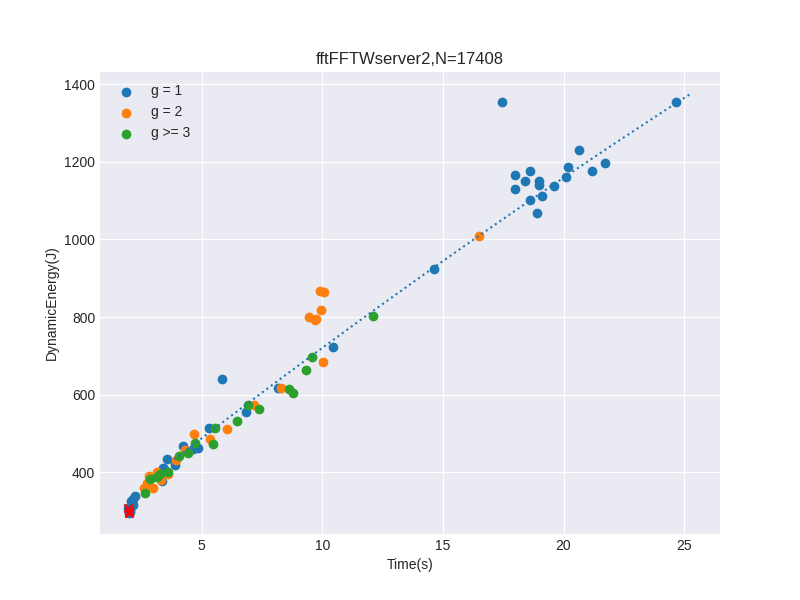 fftFFTWserver2,N=17408
g = 1
g = 2
g >= 3
DynamicEnergy(J)
1400
1200
1000
800
600
400
5 10 15 20 25
Time(s)